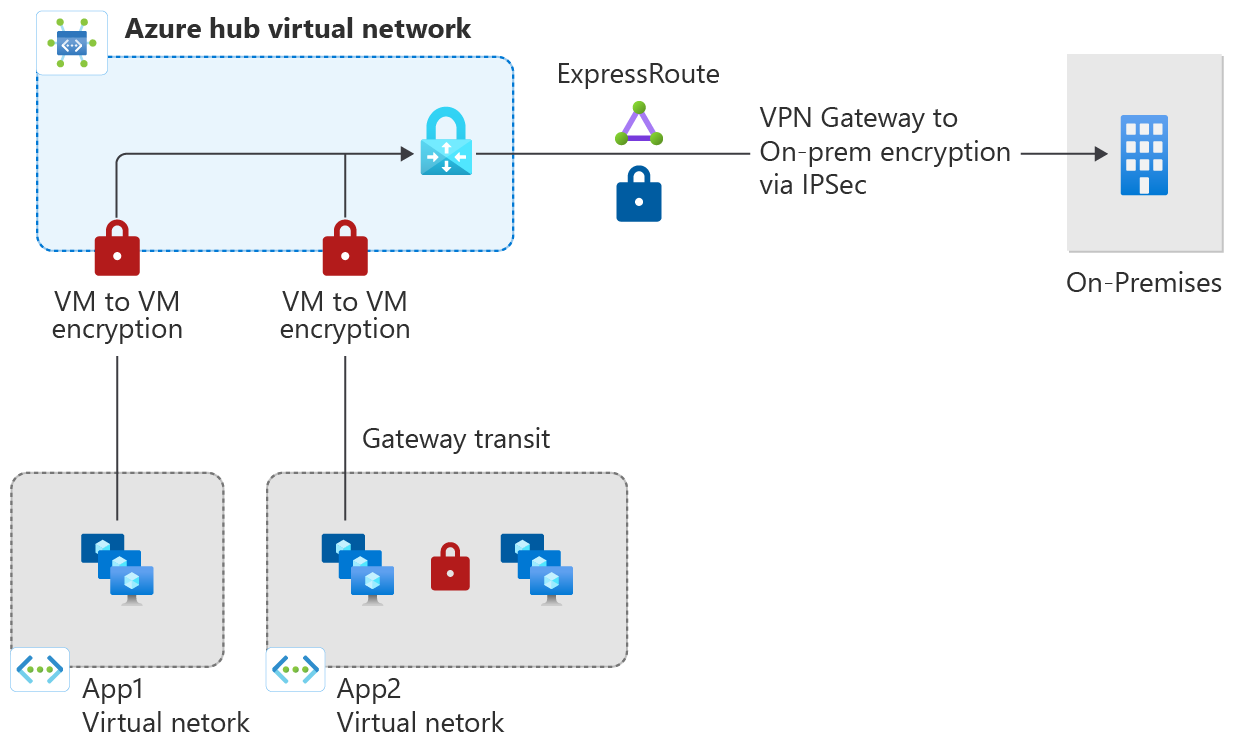 Azure hub virtual network
ExpressRoute
VPN Gateway to
On-prem encryption
via IPSec
On-Premises
VM to VM
encryption
VM to VM
encryption
Gateway transit
App1
Virtual netork
App2
Virtual netork